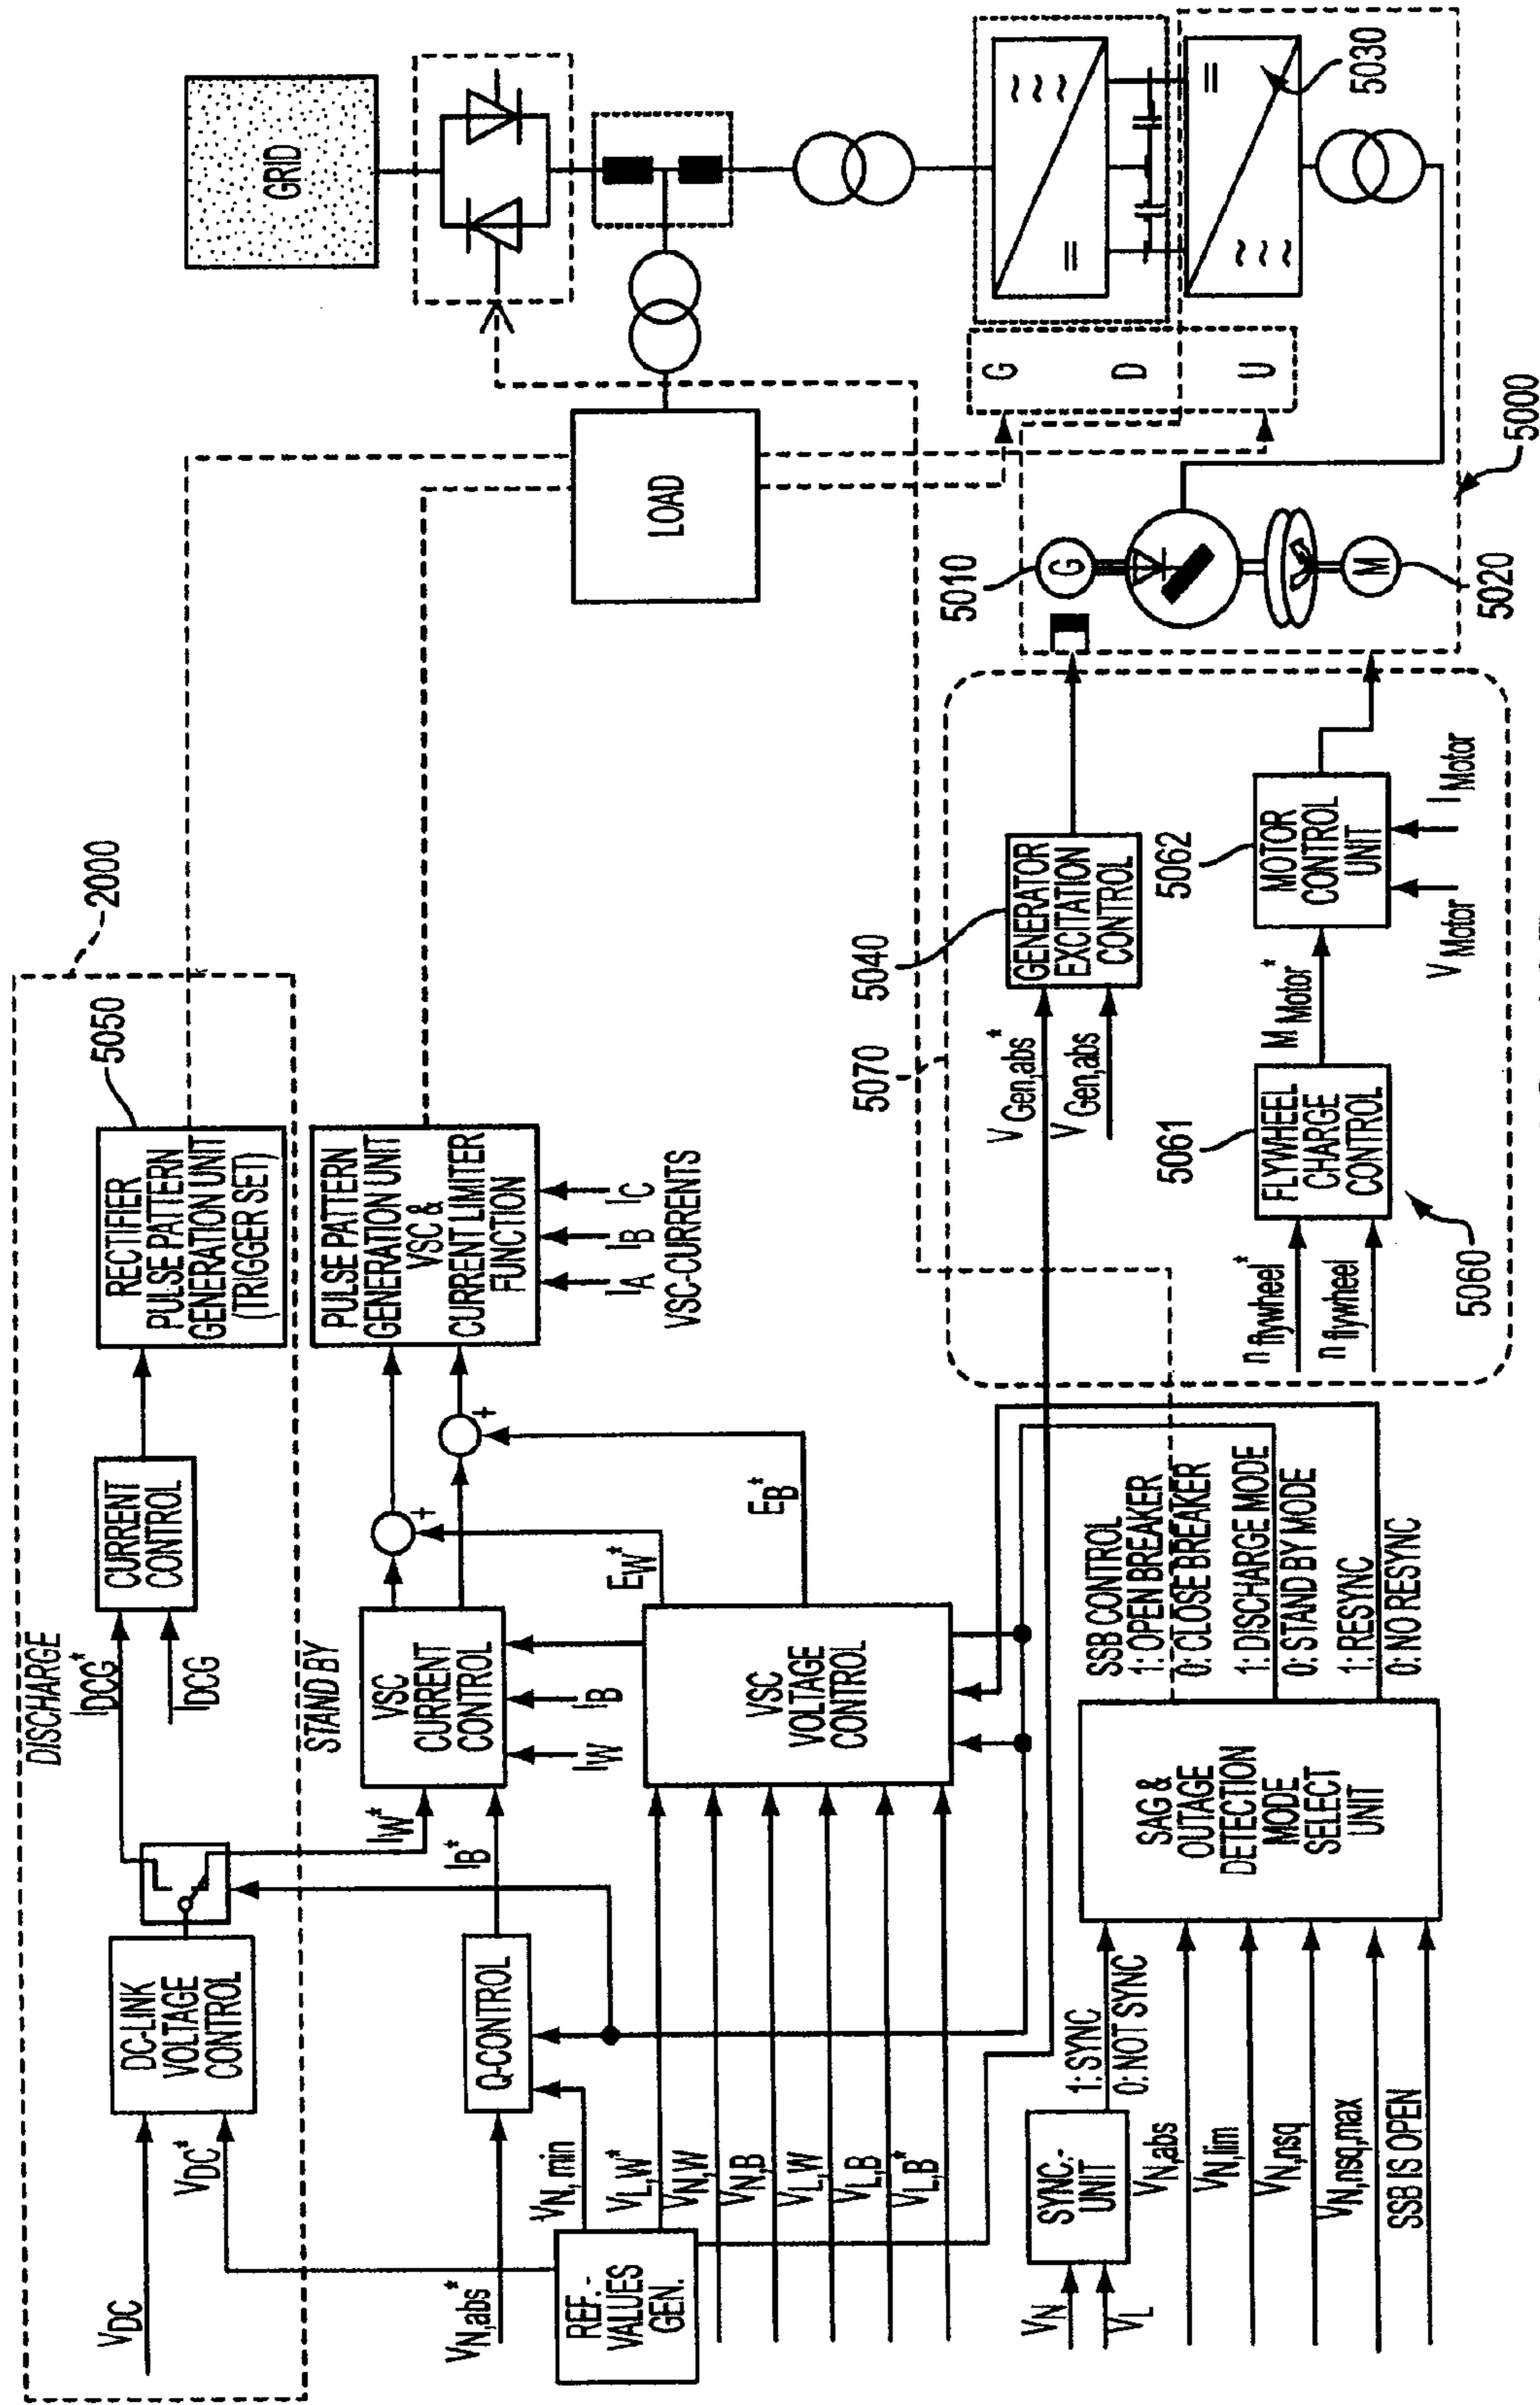 2000
DISCHARGE
V_DC
V_DC*
DC-LINK
VOLTAGE
CONTROL
I_DCG*
I_DCG
CURRENT
CONTROL
5050
RECTIFIER
PULSE PATTERN
GENERATION UNIT
(TRIGGER SET)
STAND BY
V_N,abs*
V_N,min
Q-CONTROL
I_W*
I_B*
VSC
CURRENT
CONTROL
I_W
I_B
+
+
PULSE PATTERN
GENERATION UNIT
VSC &
CURRENT LIMITER
FUNCTION
I_A
I_B
I_C
VSC-CURRENTS
REF.-
VALUES
GEN.
V_L,W*
V_N,W
V_N,B
V_L,W
V_L,B
V_L,B*
VSC
VOLTAGE
CONTROL
E_W*
E_B*
V_N
V_L
SYNC.-
UNIT
1: SYNC
0: NOT SYNC
V_N,abs
V_N,lim
V_N,nsq
V_N,nsq,max
SSB IS OPEN
SAG &
OUTAGE
DETECTION
MODE
SELECT
UNIT
SSB CONTROL
1: OPEN BREAKER
0: CLOSE BREAKER
1: DISCHARGE MODE
0: STAND BY MODE
1: RESYNC
0: NO RESYNC
5070
5040
V_Gen,abs*
V_Gen,abs
GENERATOR
EXCITATION
CONTROL
5061
n_flywheel*
n_flywheel
5060
FLYWHEEL
CHARGE
CONTROL
M_Motor*
5062
MOTOR
CONTROL
UNIT
V_Motor
I_Motor
GRID
LOAD
G
D
U
5010
G
M
5020
5000
5030
=
~
~
~
=
~
~
~